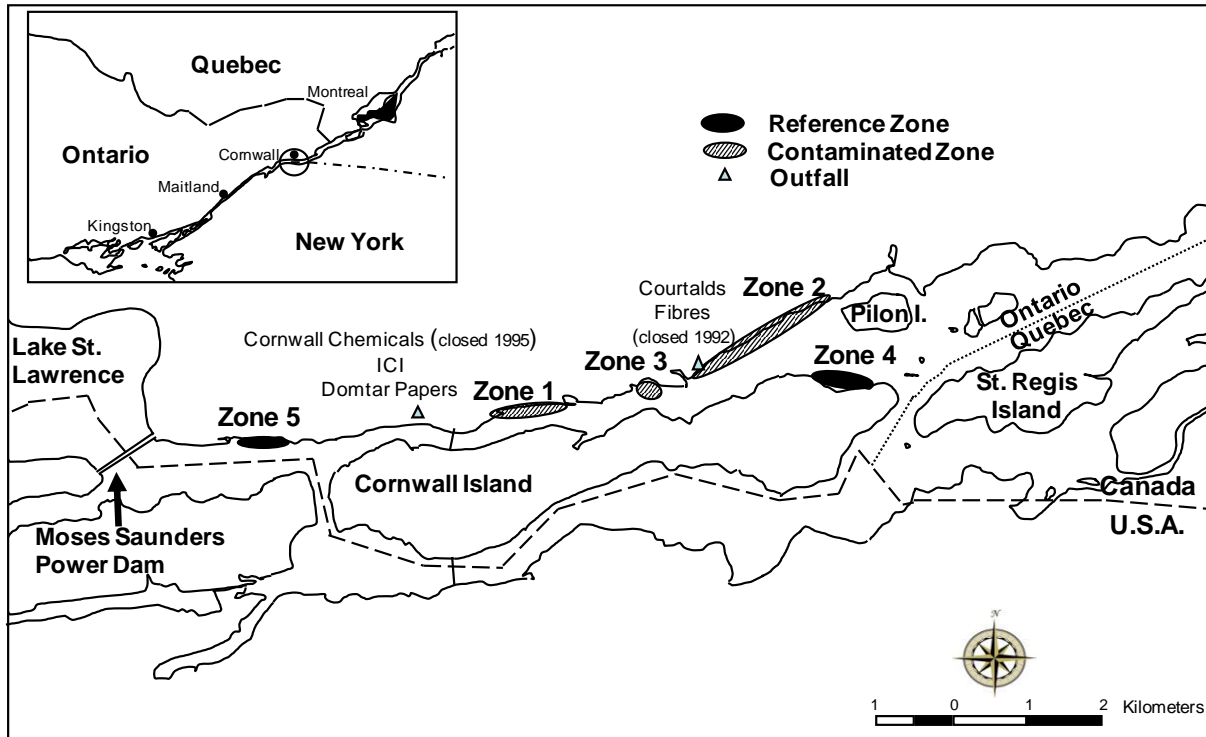 Quebec
Montreal
Ontario
Cornwall
Maitland
Kingston
New York
Reference Zone
Contaminated Zone
Outfall
Lake St.
Lawrence
Cornwall Chemicals (closed 1995)
ICI
Domtar Papers
Courtalds
Fibres
(closed 1992)
Zone 2
Pilon I.
Ontario
Quebec
Zone 3
Zone 4
Zone 1
Zone 5
St. Regis
Island
Cornwall Island
Canada
U.S.A.
Moses Saunders
Power Dam
N
1 0 1 2 Kilometers